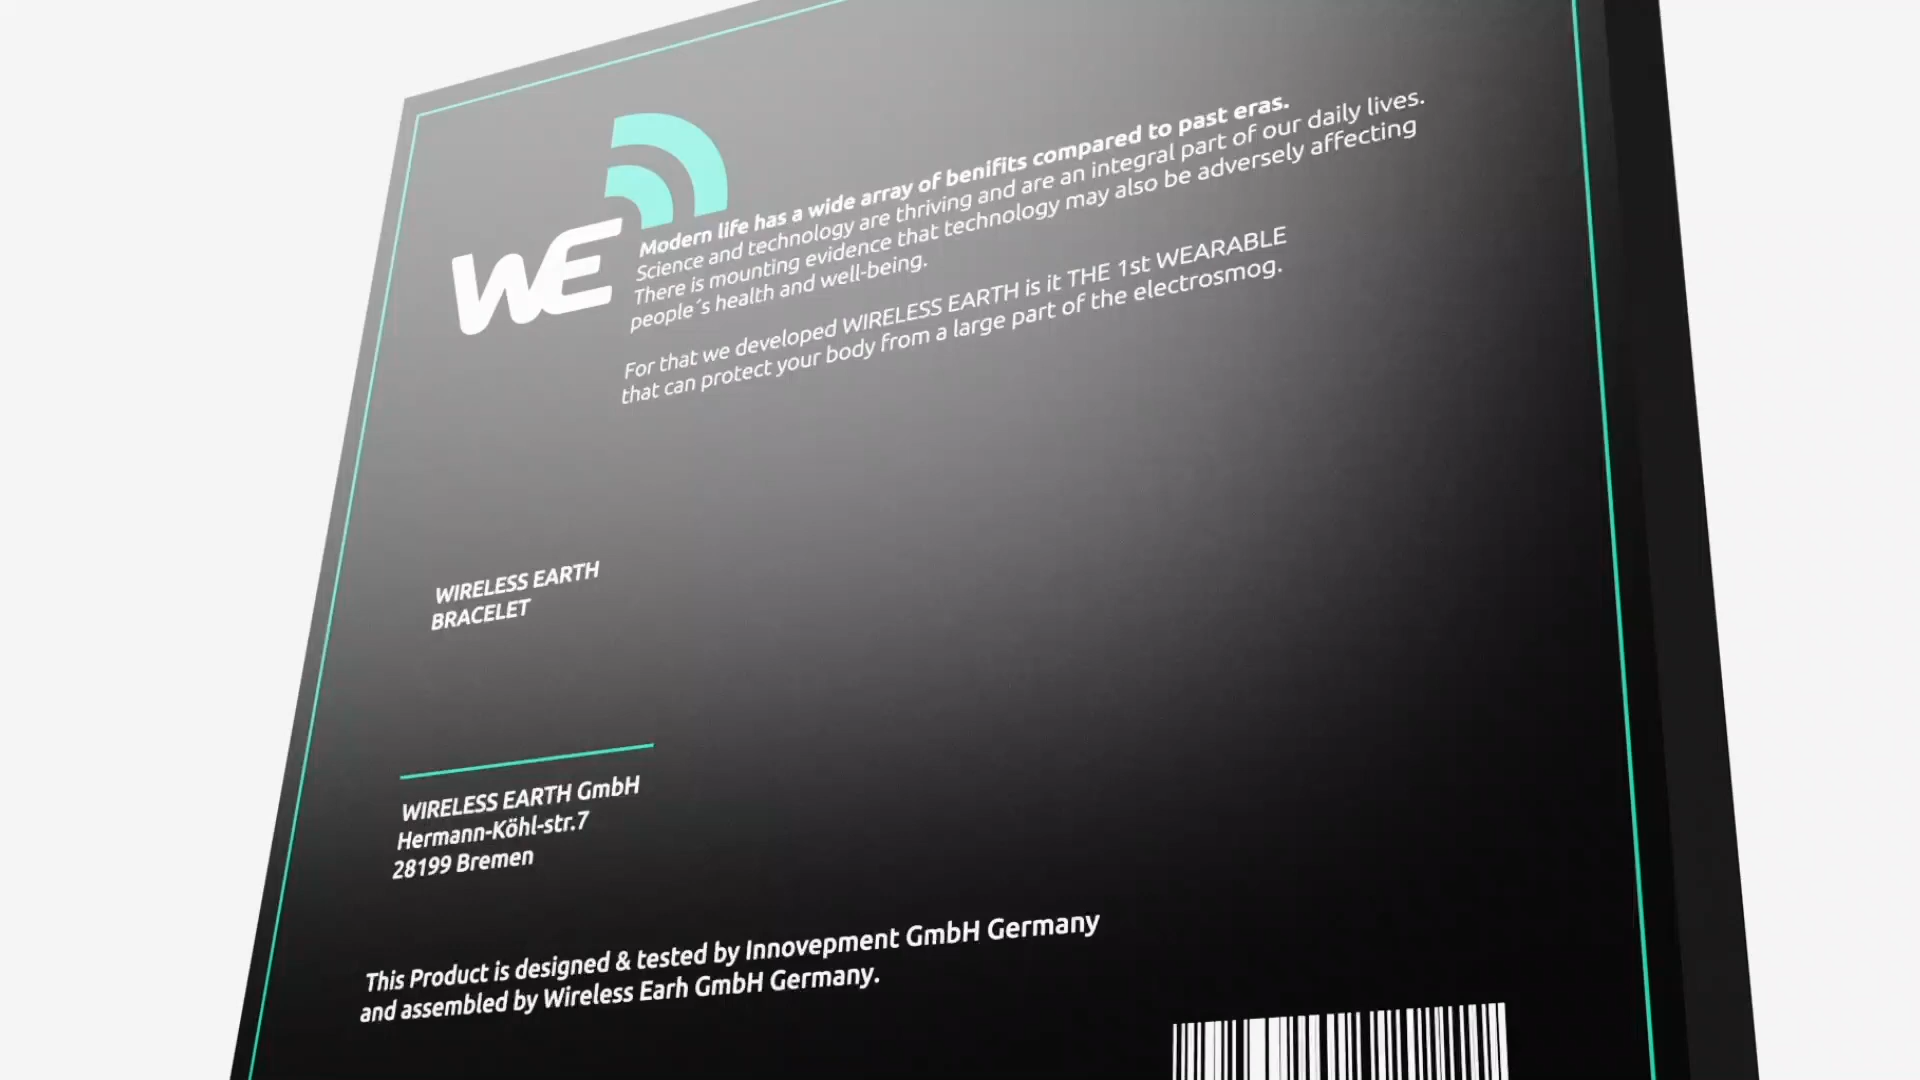 WE
Modern life has a wide array of benifits compared to past eras.
Science and technology are thriving and are an integral part of our daily lives.
There is mounting evidence that technology may also be adversely affecting
people´s health and well-being.
For that we developed WIRELESS EARTH is it THE 1st WEARABLE
that can protect your body from a large part of the electrosmog.
WIRELESS EARTH
BRACELET
WIRELESS EARTH GmbH
Hermann-Köhl-str.7
28199 Bremen
This Product is designed & tested by Innovepment GmbH Germany
and assembled by Wireless Earh GmbH Germany.